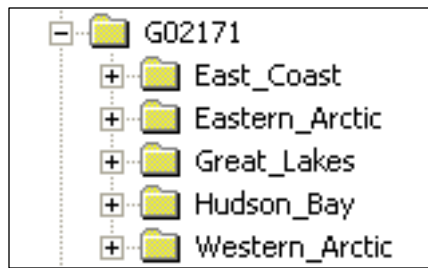 G02171
East_Coast
Eastern_Arctic
Great_Lakes
Hudson_Bay
Western_Arctic